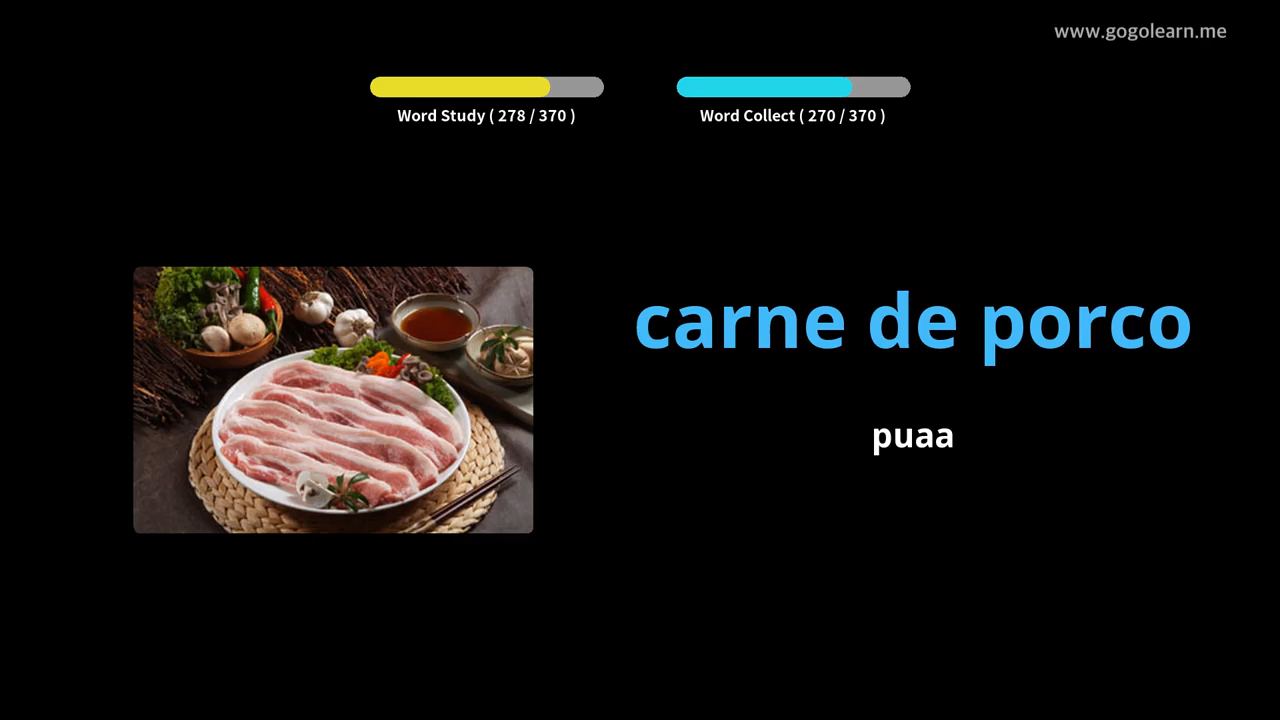 www.gogolearn.me
Word Study ( 278 / 370 )
Word Collect ( 270 / 370 )
carne de porco
puaa